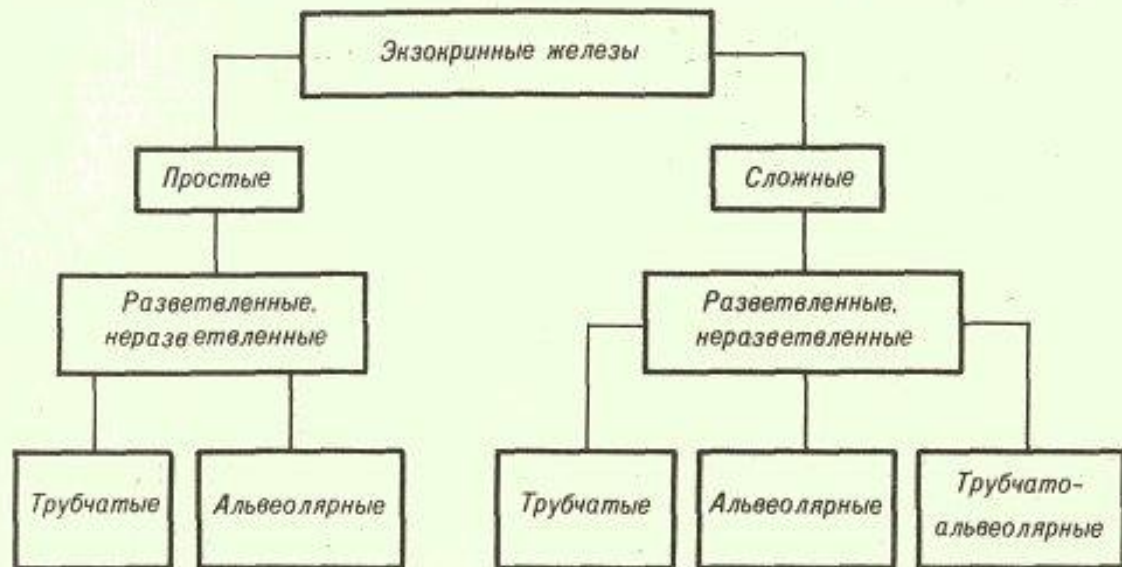 Экзокринные железы
Простые
Сложные
Разветвленные,
неразветвленные
Разветвленные,
неразветвленные
Трубчатые
Альвеолярные
Трубчатые
Альвеолярные
Трубчато-
альвеолярные